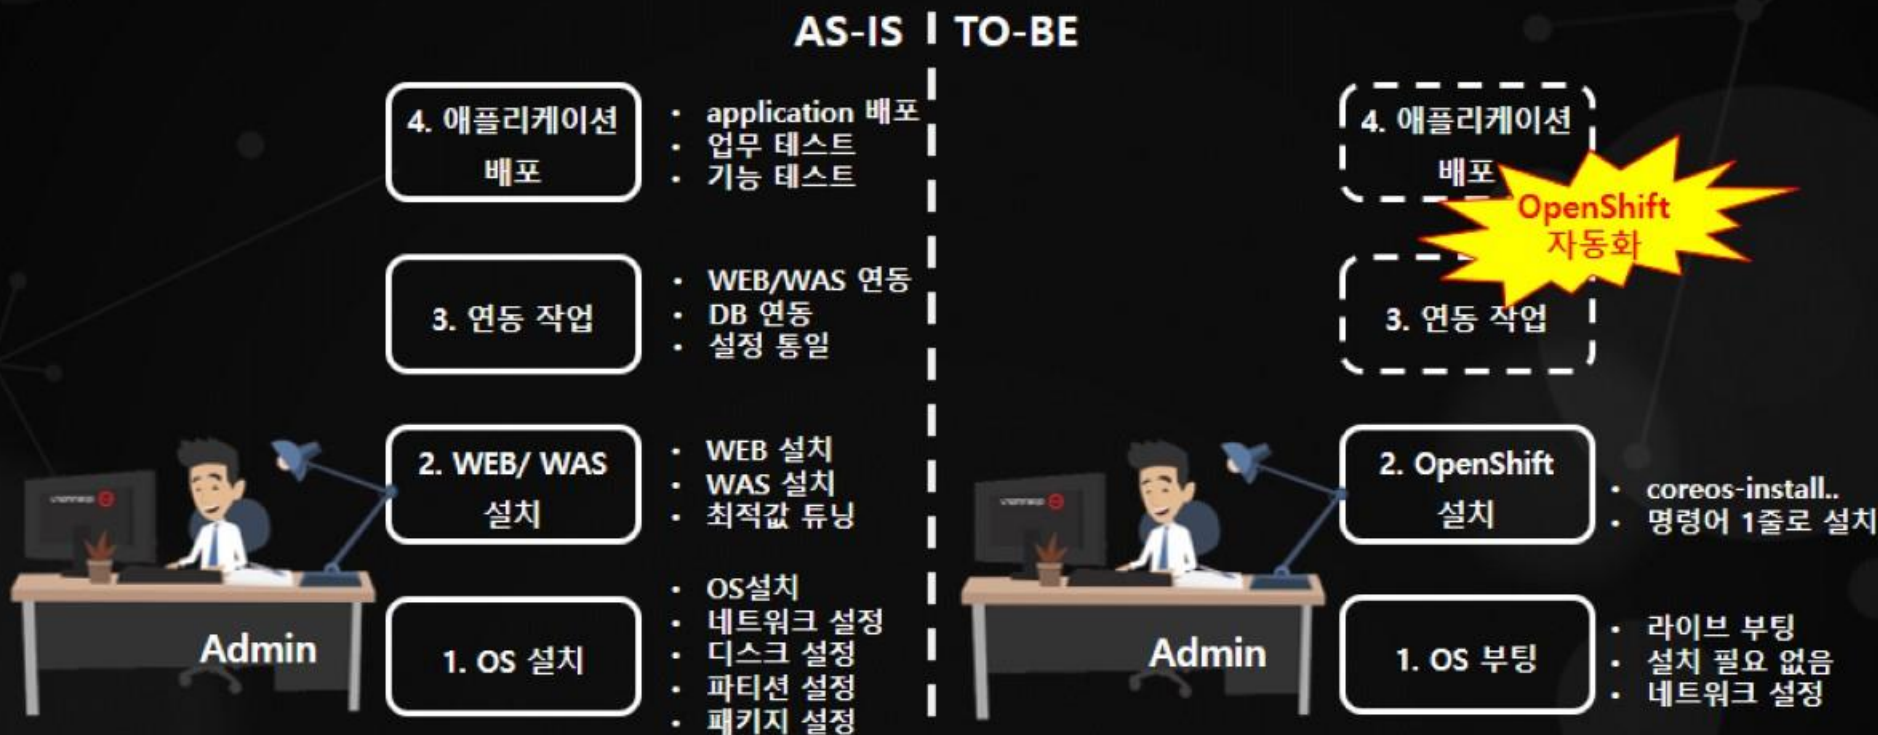 AS-IS
TO-BE
4. 애플리케이션
배포
• application 배포
• 업무 테스트
• 기능 테스트
3. 연동 작업
• WEB/WAS 연동
• DB 연동
• 설정 통일
2. WEB/ WAS
설치
• WEB 설치
• WAS 설치
• 최적값 튜닝
1. OS 설치
• OS설치
• 네트워크 설정
• 디스크 설정
• 파티션 설정
• 패키지 설정
Admin
4. 애플리케이션
배포
OpenShift
자동화
3. 연동 작업
2. OpenShift
설치
• coreos-install..
• 명령어 1줄로 설치
1. OS 부팅
• 라이브 부팅
• 설치 필요 없음
• 네트워크 설정
Admin